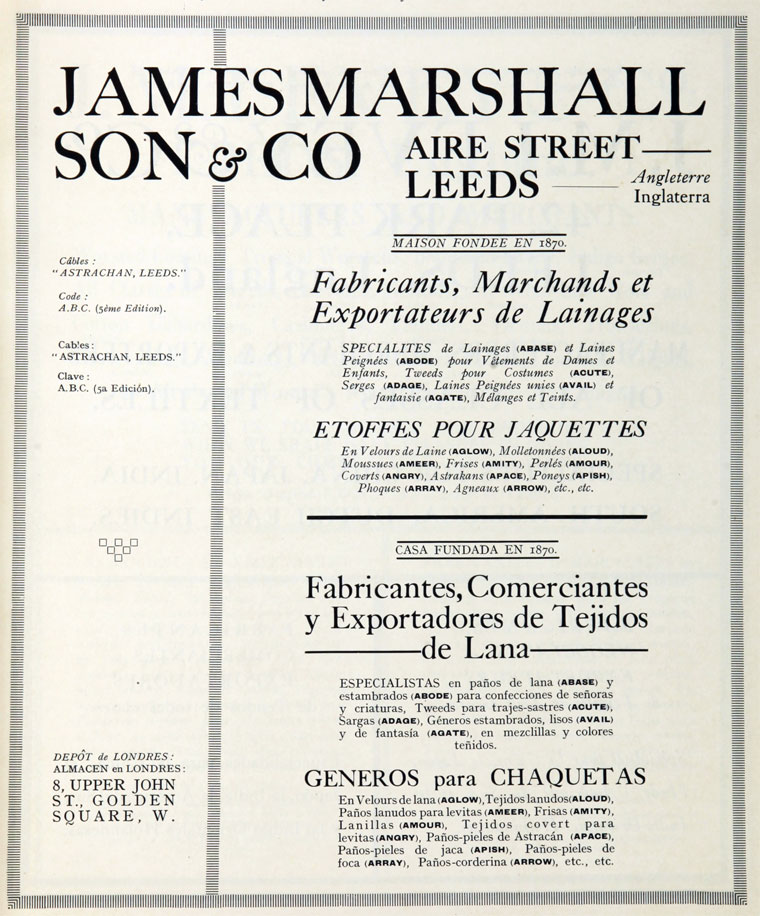 JAMES MARSHALL
SON & CO
AIRE STREET
LEEDS
Angleterre
Inglaterra
Câbles :
"ASTRACHAN, LEEDS."
Code :
A.B.C. (5ème Edition).
Cables:
"ASTRACHAN, LEEDS."
Clave :
A.B.C. (5a Edición).
MAISON FONDEE EN 1870.
Fabricants, Marchands et
Exportateurs de Lainages
SPECIALITES de Lainages (ABASE) et Laines
Peignées (ABODE) pour Vêtements de Dames et
Enfants, Tweeds pour Costumes (ACUTE),
Serges (ADAGE), Laines Peignées unies (AVAIL) et
fantaisie (AGATE), Mélanges et Teints.
ETOFFES POUR JAQUETTES
En Velours de Laine (AGLOW), Molletonnées (ALOUD),
Moussues (AMEER), Frises (AMITY), Perlés (AMOUR),
Coverts (ANGRY), Astrakans (APACE), Poneys (APISH),
Phoques (ARRAY), Agneaux (ARROW), etc., etc.
CASA FUNDADA EN 1870.
Fabricantes, Comerciantes
y Exportadores de Tejidos
de Lana
ESPECIALISTAS en paños de lana (ABASE) y
estambrados (ABODE) para confecciones de señoras
y criaturas, Tweeds para trajes-sastres (ACUTE),
Sargas (ADAGE), Géneros estambrados, lisos (AVAIL)
y de fantasía (AGATE), en mezclillas y colores
teñidos.
GENEROS para CHAQUETAS
En Velours de lana (AGLOW), Tejidos lanudos (ALOUD),
Paños lanudos para levitas (AMEER), Frisas (AMITY),
Lanillas (AMOUR), Tejidos covert para
levitas (ANGRY), Paños-pieles de Astracán (APACE),
Paños-pieles de jaca (APISH), Paños-pieles de
foca (ARRAY), Paños-corderina (ARROW), etc., etc.
DEPÔT de LONDRES :
ALMACEN en LONDRES :
8, UPPER JOHN
ST., GOLDEN
SQUARE, W.